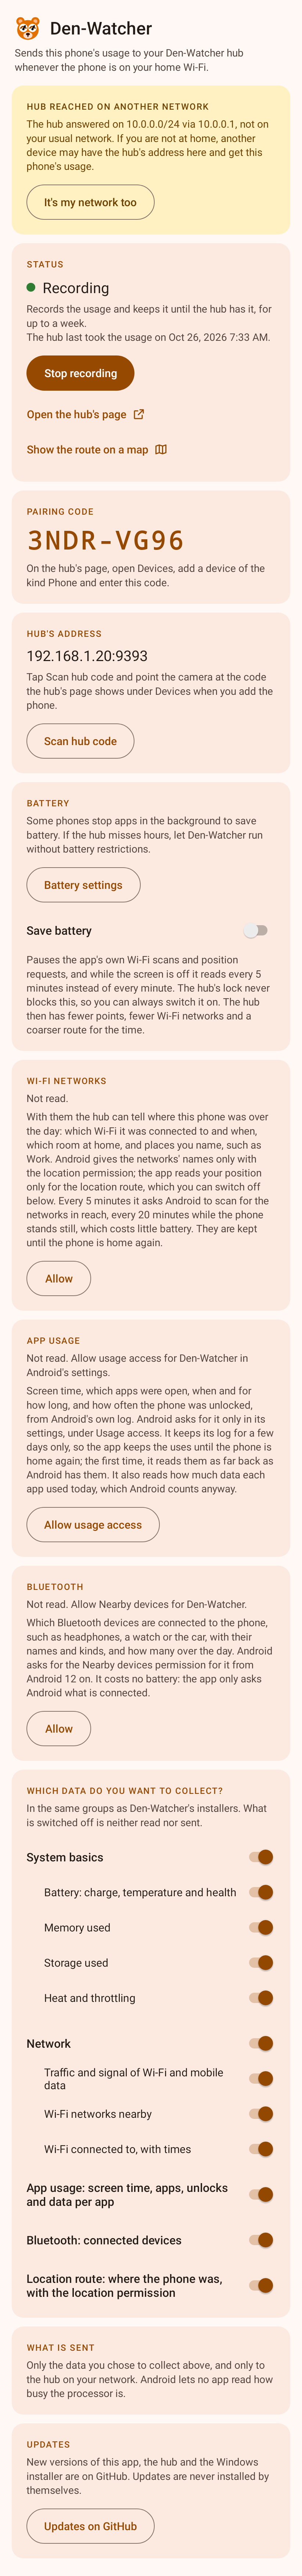 Den-Watcher
Sends this phone's usage to your Den-Watcher hub
whenever the phone is on your home Wi-Fi.
HUB REACHED ON ANOTHER NETWORK
The hub answered on 10.0.0.0/24 via 10.0.0.1, not on
your usual network. If you are not at home, another
device may have the hub's address here and get this
phone's usage.
It's my network too
STATUS
Recording
Records the usage and keeps it until the hub has it, for
up to a week.
The hub last took the usage on Oct 26, 2026 7:33 AM.
Stop recording
Open the hub's page
Show the route on a map
PAIRING CODE
3NDR-VG96
On the hub's page, open Devices, add a device of the
kind Phone and enter this code.
HUB'S ADDRESS
192.168.1.20:9393
Tap Scan hub code and point the camera at the code
the hub's page shows under Devices when you add the
phone.
Scan hub code
BATTERY
Some phones stop apps in the background to save
battery. If the hub misses hours, let Den-Watcher run
without battery restrictions.
Battery settings
Save battery
Pauses the app's own Wi-Fi scans and position
requests, and while the screen is off it reads every 5
minutes instead of every minute. The hub's lock never
blocks this, so you can always switch it on. The hub
then has fewer points, fewer Wi-Fi networks and a
coarser route for the time.
WI-FI NETWORKS
Not read.
With them the hub can tell where this phone was over
the day: which Wi-Fi it was connected to and when,
which room at home, and places you name, such as
Work. Android gives the networks' names only with
the location permission; the app reads your position
only for the location route, which you can switch off
below. Every 5 minutes it asks Android to scan for the
networks in reach, every 20 minutes while the phone
stands still, which costs little battery. They are kept
until the phone is home again.
Allow
APP USAGE
Not read. Allow usage access for Den-Watcher in
Android's settings.
Screen time, which apps were open, when and for
how long, and how often the phone was unlocked,
from Android's own log. Android asks for it only in its
settings, under Usage access. It keeps its log for a few
days only, so the app keeps the uses until the phone is
home again; the first time, it reads them as far back as
Android has them. It also reads how much data each
app used today, which Android counts anyway.
Allow usage access
BLUETOOTH
Not read. Allow Nearby devices for Den-Watcher.
Which Bluetooth devices are connected to the phone,
such as headphones, a watch or the car, with their
names and kinds, and how many over the day. Android
asks for the Nearby devices permission for it from
Android 12 on. It costs no battery: the app only asks
Android what is connected.
Allow
WHICH DATA DO YOU WANT TO COLLECT?
In the same groups as Den-Watcher's installers. What
is switched off is neither read nor sent.
System basics
Battery: charge, temperature and health
Memory used
Storage used
Heat and throttling
Network
Traffic and signal of Wi-Fi and mobile
data
Wi-Fi networks nearby
Wi-Fi connected to, with times
App usage: screen time, apps, unlocks
and data per app
Bluetooth: connected devices
Location route: where the phone was,
with the location permission
WHAT IS SENT
Only the data you chose to collect above, and only to
the hub on your network. Android lets no app read how
busy the processor is.
UPDATES
New versions of this app, the hub and the Windows
installer are on GitHub. Updates are never installed by
themselves.
Updates on GitHub